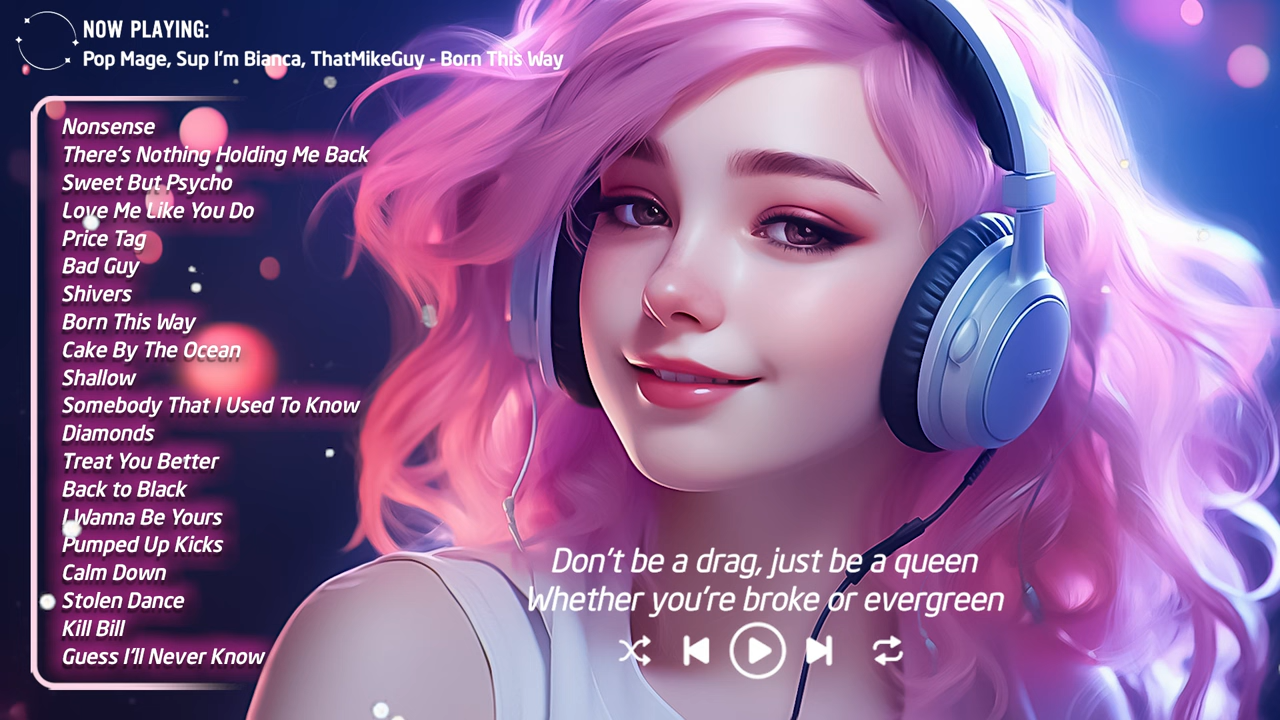 NOW PLAYING:
Pop Mage, Sup I'm Bianca, ThatMikeGuy - Born This Way
Nonsense
There's Nothing Holding Me Back
Sweet But Psycho
Love Me Like You Do
Price Tag
Bad Guy
Shivers
Born This Way
Cake By The Ocean
Shallow
Somebody That I Used To Know
Diamonds
Treat You Better
Back to Black
I Wanna Be Yours
Pumped Up Kicks
Calm Down
Stolen Dance
Kill Bill
Guess I'll Never Know
Don't be a drag, just be a queen
Whether you're broke or evergreen